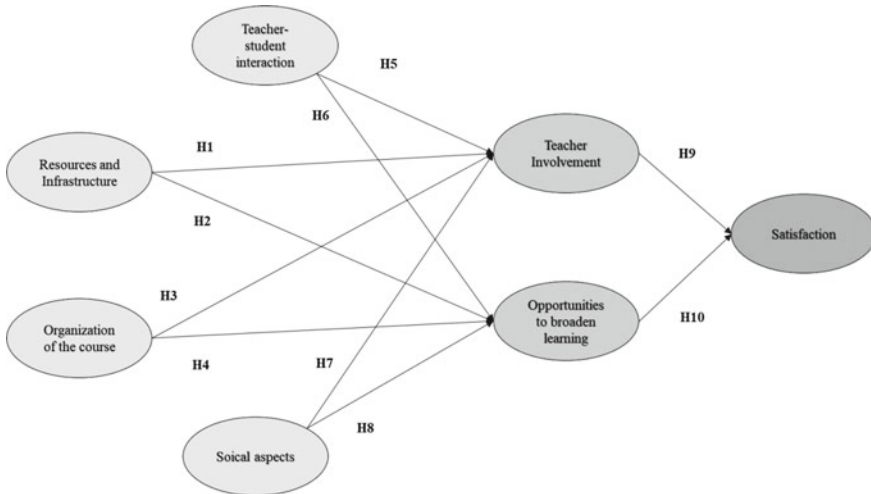 Teacher-
student
interaction
H5
H6
Resources and
Infrastructure
H1
Teacher
Involvement
H9
H2
Satisfaction
H3
Organization
of the course
H4
Opportunities
to broaden
learning
H10
H7
Soical aspects
H8